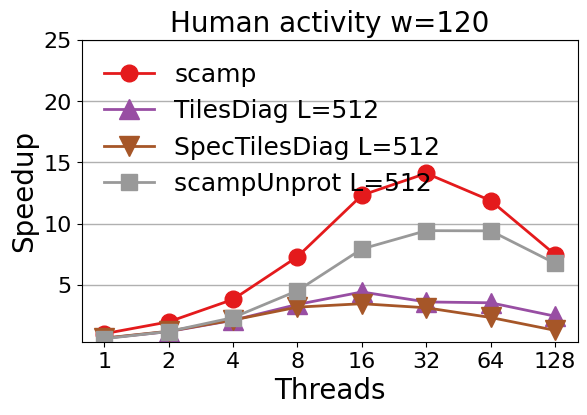 Human activity w=120
25
20
15
10
5
Speedup
scamp
TilesDiag L=512
SpecTilesDiag L=512
scampUnprot L=512
1 2 4 8 16 32 64 128
Threads